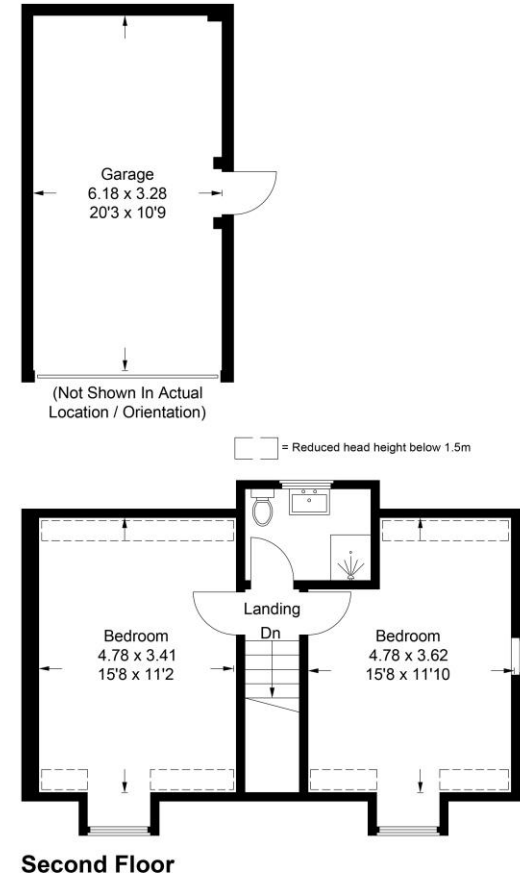 Garage
6.18 x 3.28
20'3 x 10'9
(Not Shown In Actual
Location / Orientation)
= Reduced head height below 1.5m
Landing
Dn
Bedroom
4.78 x 3.41
15'8 x 11'2
Bedroom
4.78 x 3.62
15'8 x 11'10
Second Floor